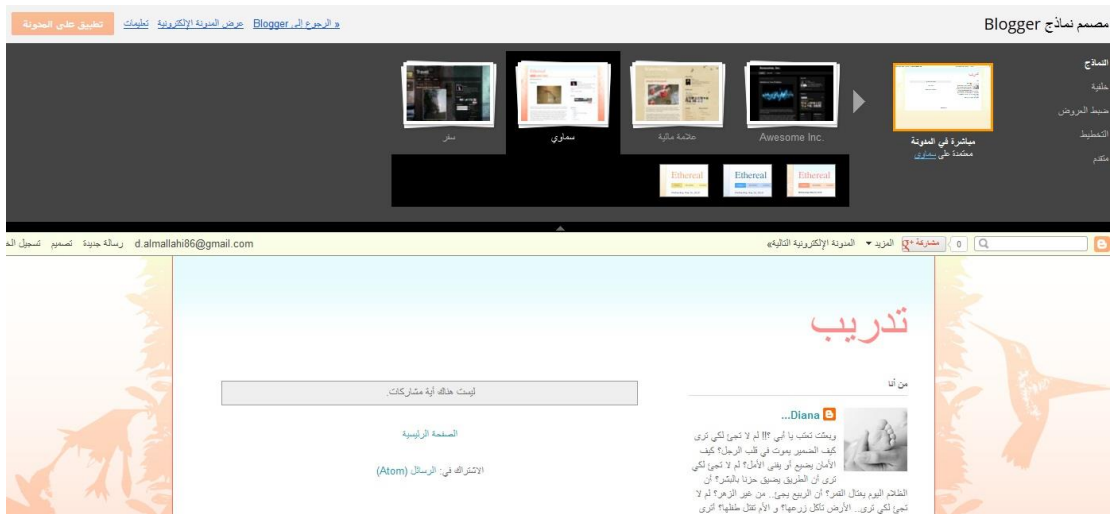 مصمم نماذج Blogger
« الرجوع إلى Blogger عرض المدونة الإلكترونية تعليمات تطبيق على المدونة
النماذج
خلفية
ضبط العروض
التخطيط
متقدم
مباشرة في المدونة
معتمدة على سماوي
Awesome Inc.
علامة مائية
سماوي
سفر
Ethereal
Ethereal
Ethereal
مشاركة 0 المزيد المدونة الإلكترونية التالية»
d.almallahi86@gmail.com رسالة جديدة تصميم تسجيل
تدريب
من أنا
Diana...
وبعثت تعتب يا أبي ؟!! لم لا تجئ لكي ترى
كيف الضمير يموت في قلب الرجل؟ كيف
الأمان يضيع أو يفنى الأمل؟ لم لا تجئ لكي
ترى أن الطريق يضيق حزنا بالبشر؟ أن
الظلام اليوم يغتال القمر؟ أن الربيع يجئ.. من غير الزهر؟ لم لا
تجئ لكي ترى.. الأرض تأكل زرعها؟ و الأم تقتل طفلها؟ أترى
ليست هناك أية مشاركات.
الصفحة الرئيسية
الاشتراك في: الرسائل (Atom)